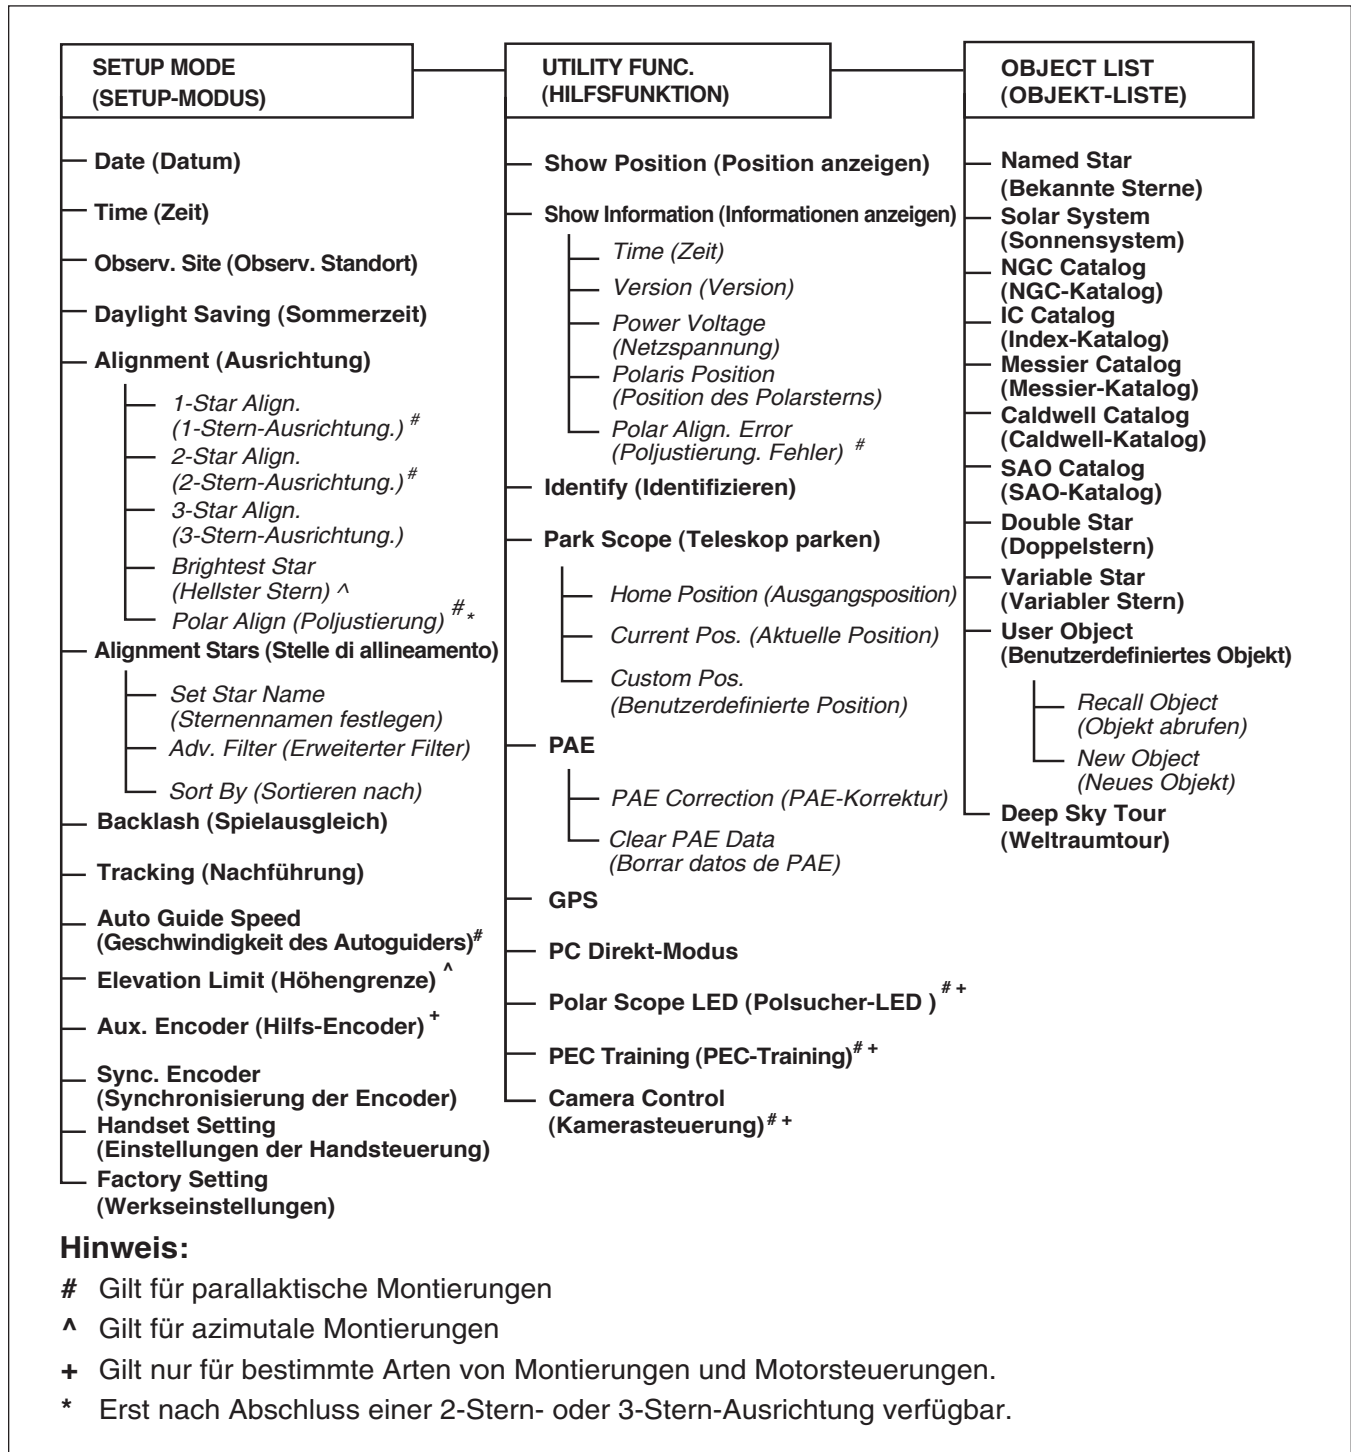 SETUP MODE
(SETUP-MODUS)
Date (Datum)
Time (Zeit)
Observ. Site (Observ. Standort)
Daylight Saving (Sommerzeit)
Alignment (Ausrichtung)
1-Star Align.
(1-Stern-Ausrichtung.) #
2-Star Align.
(2-Stern-Ausrichtung.) #
3-Star Align.
(3-Stern-Ausrichtung.)
Brightest Star
(Hellster Stern) ^
Polar Align (Poljustierung) # *
Alignment Stars (Stelle di allineamento)
Set Star Name
(Sternennamen festlegen)
Adv. Filter (Erweiterter Filter)
Sort By (Sortieren nach)
Backlash (Spielausgleich)
Tracking (Nachführung)
Auto Guide Speed
(Geschwindigkeit des Autoguiders)#
Elevation Limit (Höhengrenze) ^
Aux. Encoder (Hilfs-Encoder) +
Sync. Encoder
(Synchronisierung der Encoder)
Handset Setting
(Einstellungen der Handsteuerung)
Factory Setting
(Werkseinstellungen)
UTILITY FUNC.
(HILFSFUNKTION)
Show Position (Position anzeigen)
Show Information (Informationen anzeigen)
Time (Zeit)
Version (Version)
Power Voltage
(Netzspannung)
Polaris Position
(Position des Polarsterns)
Polar Align. Error
(Poljustierung. Fehler) #
Identify (Identifizieren)
Park Scope (Teleskop parken)
Home Position (Ausgangsposition)
Current Pos. (Aktuelle Position)
Custom Pos.
(Benutzerdefinierte Position)
PAE
PAE Correction (PAE-Korrektur)
Clear PAE Data
(Borrar datos de PAE)
GPS
PC Direkt-Modus
Polar Scope LED (Polsucher-LED ) # +
PEC Training (PEC-Training)# +
Camera Control
(Kamerasteuerung)# +
OBJECT LIST
(OBJEKT-LISTE)
Named Star
(Bekannte Sterne)
Solar System
(Sonnensystem)
NGC Catalog
(NGC-Katalog)
IC Catalog
(Index-Katalog)
Messier Catalog
(Messier-Katalog)
Caldwell Catalog
(Caldwell-Katalog)
SAO Catalog
(SAO-Katalog)
Double Star
(Doppelstern)
Variable Star
(Variabler Stern)
User Object
(Benutzerdefiniertes Objekt)
Recall Object
(Objekt abrufen)
New Object
(Neues Objekt)
Deep Sky Tour
(Weltraumtour)
Hinweis:
# Gilt für parallaktische Montierungen
^ Gilt für azimutale Montierungen
+ Gilt nur für bestimmte Arten von Montierungen und Motorsteuerungen.
* Erst nach Abschluss einer 2-Stern- oder 3-Stern-Ausrichtung verfügbar.